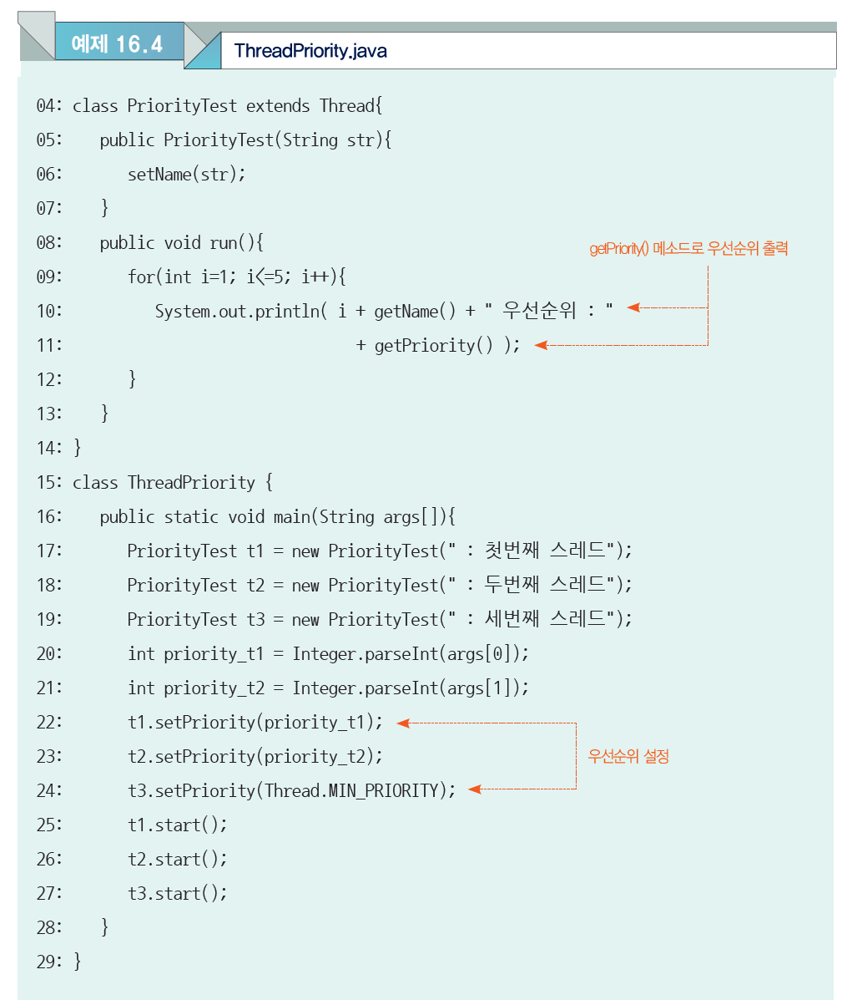 예제 16.4
ThreadPriority.java
04: class PriorityTest extends Thread{
05: public PriorityTest(String str){
06: setName(str);
07: }
08: public void run(){
getPriority() 메소드로 우선순위 출력
09: for(int i=1; i<=5; i++){
10: System.out.println( i + getName() + " 우선순위 : "
11: + getPriority() );
12: }
13: }
14: }
15: class ThreadPriority {
16: public static void main(String args[]){
17: PriorityTest t1 = new PriorityTest(" : 첫번째 스레드");
18: PriorityTest t2 = new PriorityTest(" : 두번째 스레드");
19: PriorityTest t3 = new PriorityTest(" : 세번째 스레드");
20: int priority_t1 = Integer.parseInt(args[0]);
21: int priority_t2 = Integer.parseInt(args[1]);
22: t1.setPriority(priority_t1);
23: t2.setPriority(priority_t2);
우선순위 설정
24: t3.setPriority(Thread.MIN_PRIORITY);
25: t1.start();
26: t2.start();
27: t3.start();
28: }
29: }